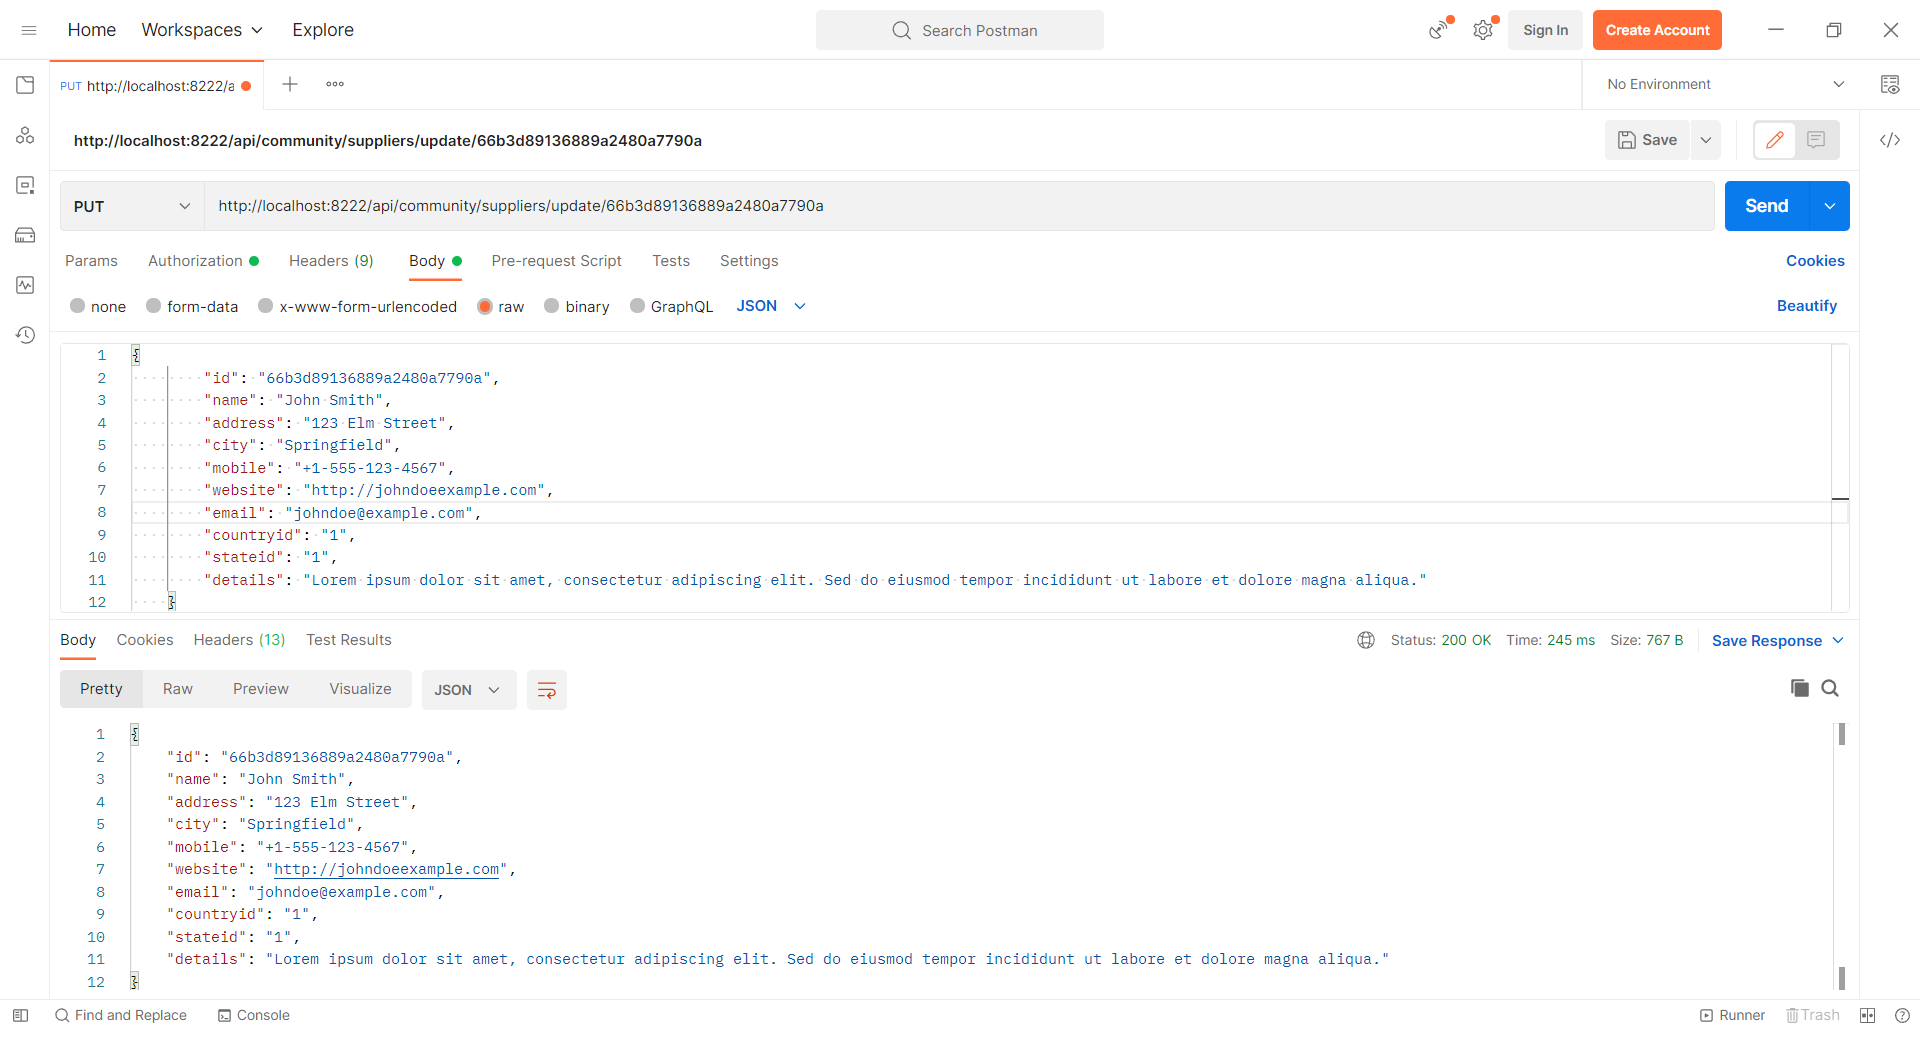 Home Workspaces Explore Search Postman Sign In Create Account
PUT http://localhost:8222/a No Environment
http://localhost:8222/api/community/suppliers/update/66b3d89136889a2480a7790a Save
PUT http://localhost:8222/api/community/suppliers/update/66b3d89136889a2480a7790a Send
Params Authorization Headers (9) Body Pre-request Script Tests Settings Cookies
none form-data x-www-form-urlencoded raw binary GraphQL JSON Beautify
1 {
2 "id": "66b3d89136889a2480a7790a",
3 "name": "John Smith",
4 "address": "123 Elm Street",
5 "city": "Springfield",
6 "mobile": "+1-555-123-4567",
7 "website": "http://johndoeexample.com",
8 "email": "johndoe@example.com",
9 "countryid": "1",
10 "stateid": "1",
11 "details": "Lorem ipsum dolor sit amet, consectetur adipiscing elit. Sed do eiusmod tempor incididunt ut labore et dolore magna aliqua."
12 }
Body Cookies Headers (13) Test Results Status: 200 OK Time: 245 ms Size: 767 B Save Response
Pretty Raw Preview Visualize JSON
1 {
2 "id": "66b3d89136889a2480a7790a",
3 "name": "John Smith",
4 "address": "123 Elm Street",
5 "city": "Springfield",
6 "mobile": "+1-555-123-4567",
7 "website": "http://johndoeexample.com",
8 "email": "johndoe@example.com",
9 "countryid": "1",
10 "stateid": "1",
11 "details": "Lorem ipsum dolor sit amet, consectetur adipiscing elit. Sed do eiusmod tempor incididunt ut labore et dolore magna aliqua."
12 }
Find and Replace Console Runner Trash